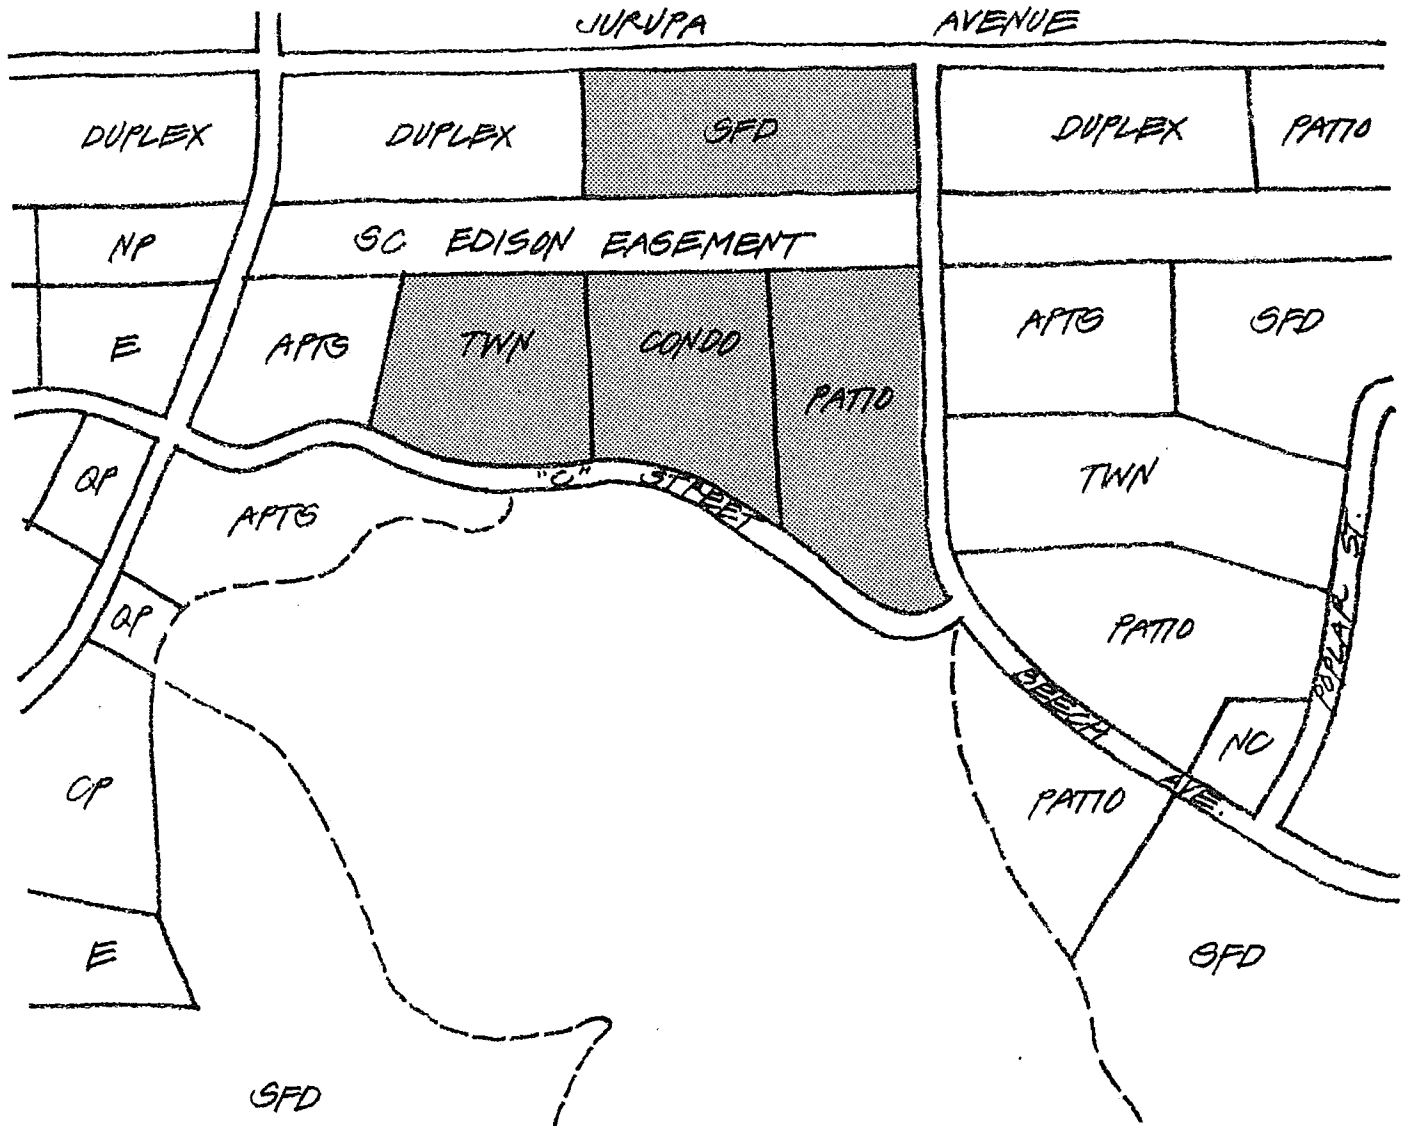 JURUPA AVENUE
DUPLEX DUPLEX SFD DUPLEX PATIO
NP SC EDISON EASEMENT
E APTS TWN CONDO PATIO APTS SFD
QP APTS "C" STREET TWN
QP PATIO POPLAR ST.
BEECH AVE.
NC
CP PATIO
E SFD
SFD